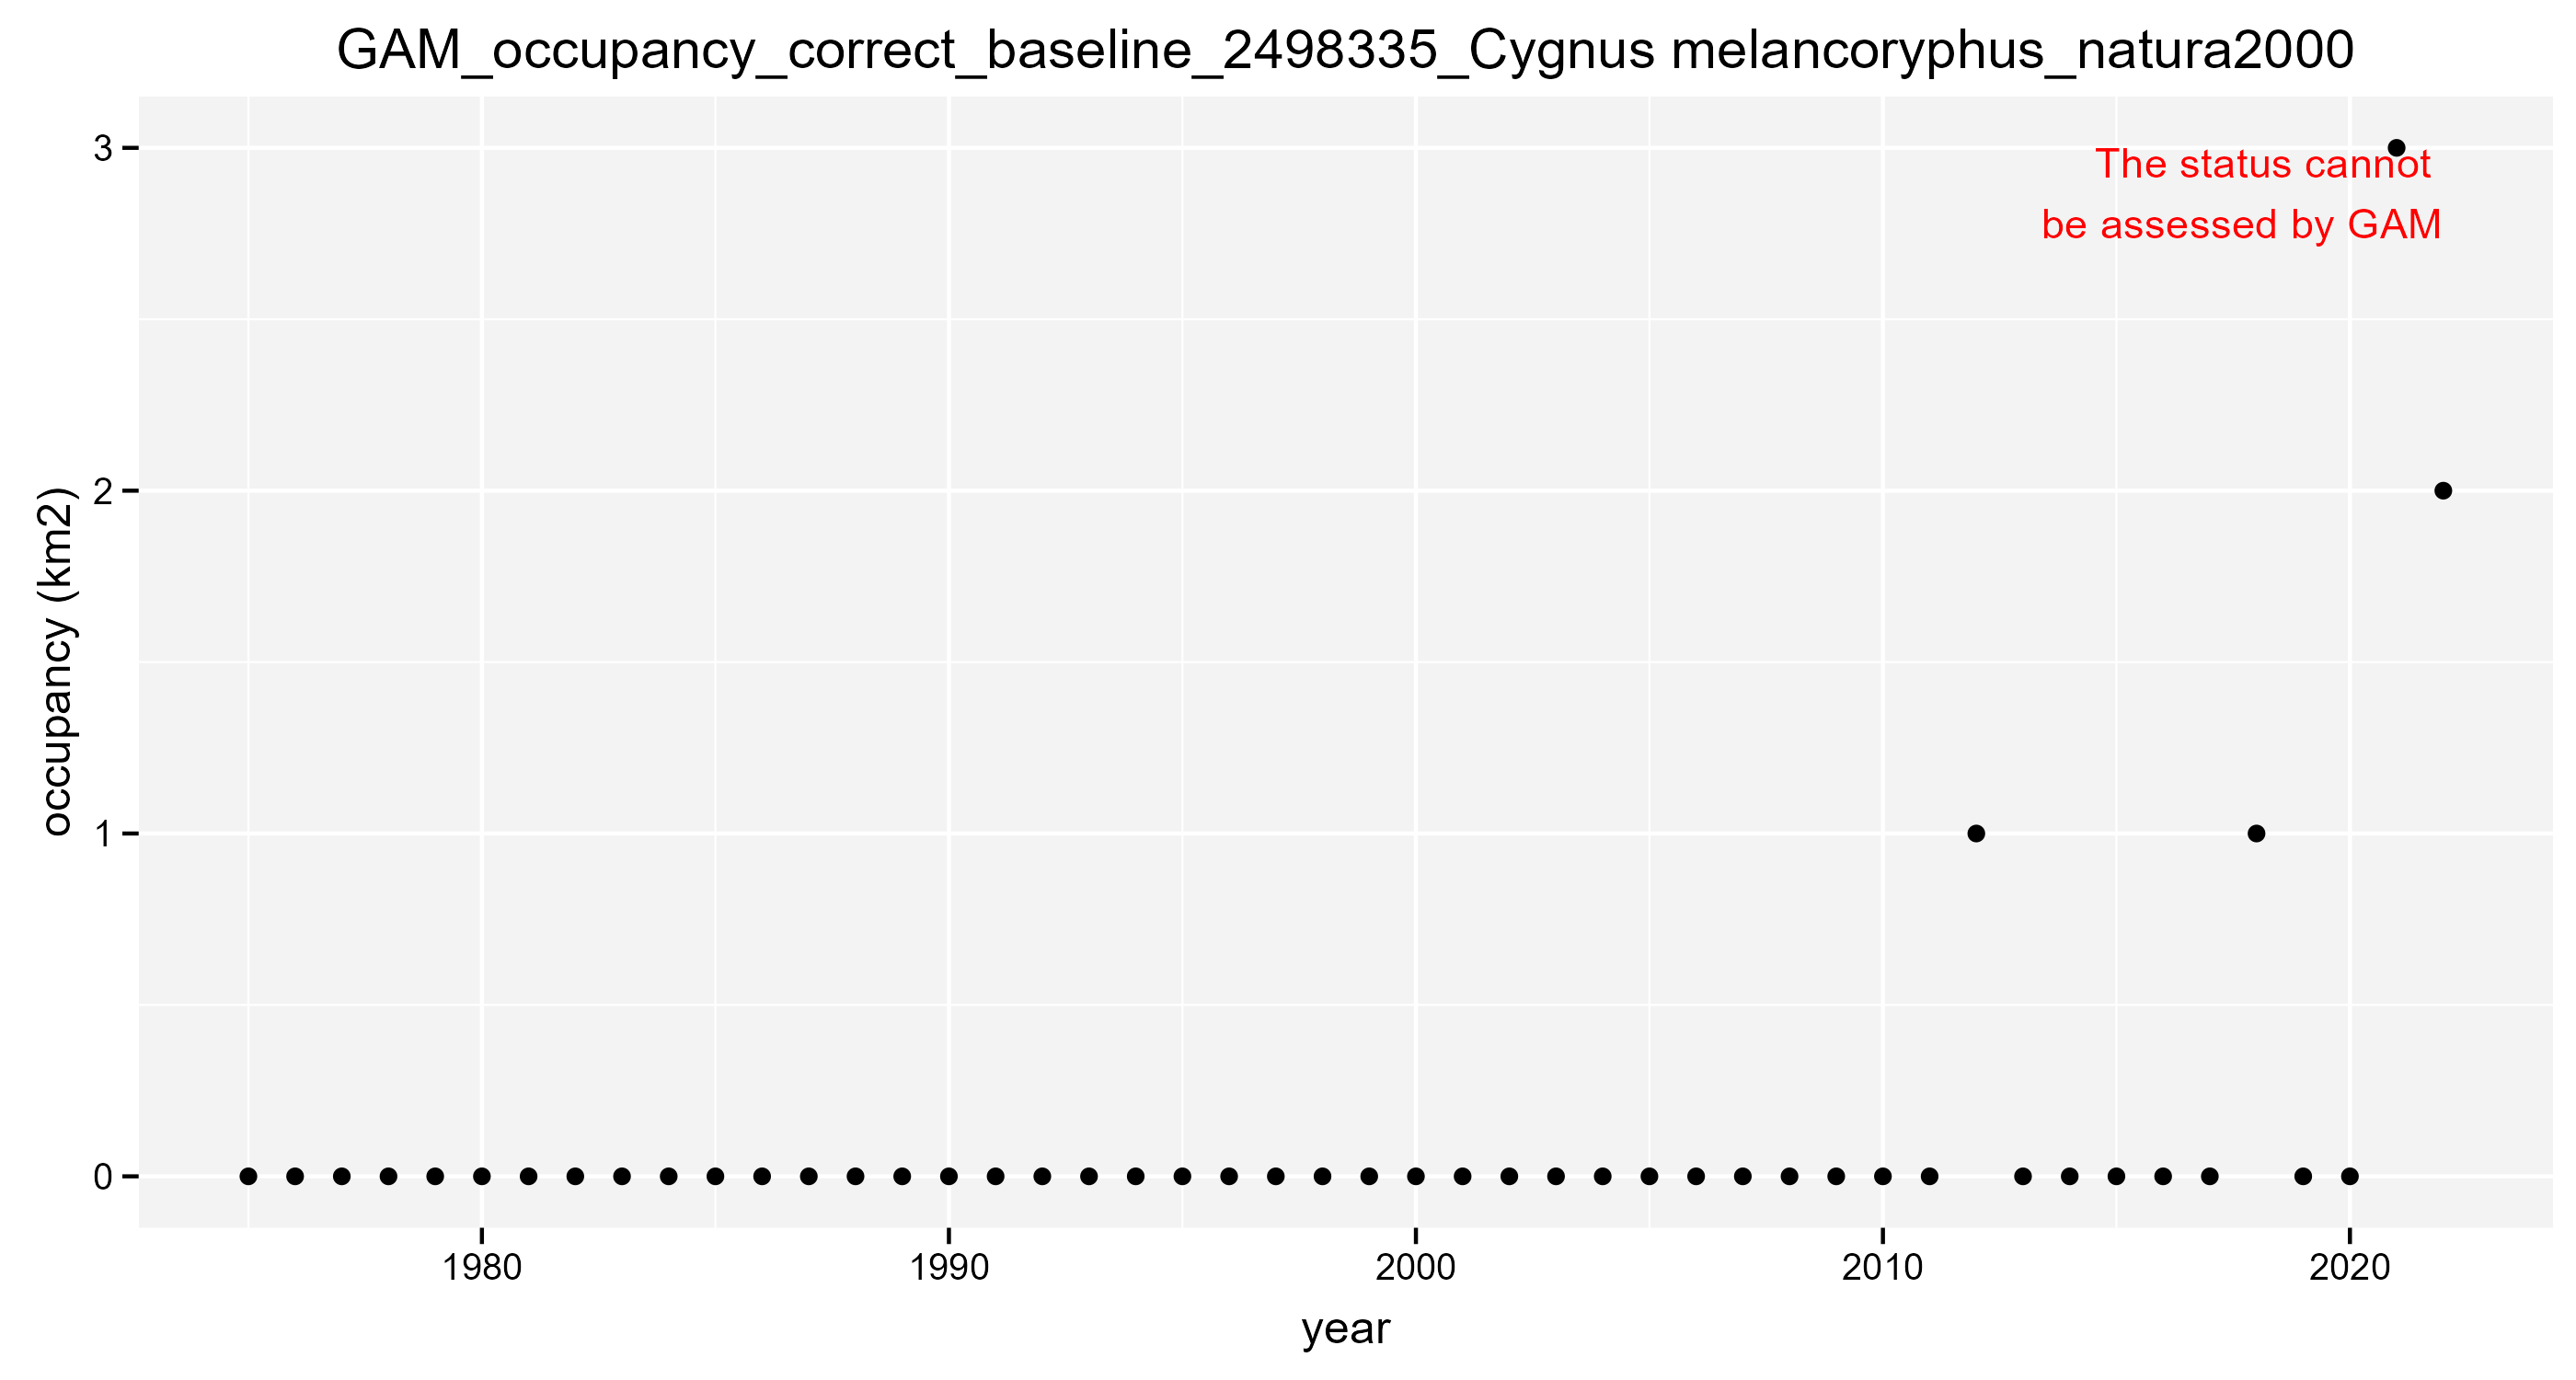 GAM_occupancy_correct_baseline_2498335_Cygnus melancoryphus_natura2000
3
The status cannot
be assessed by GAM
2
occupancy (km2)
1
0
1980 1990 2000 2010 2020
year